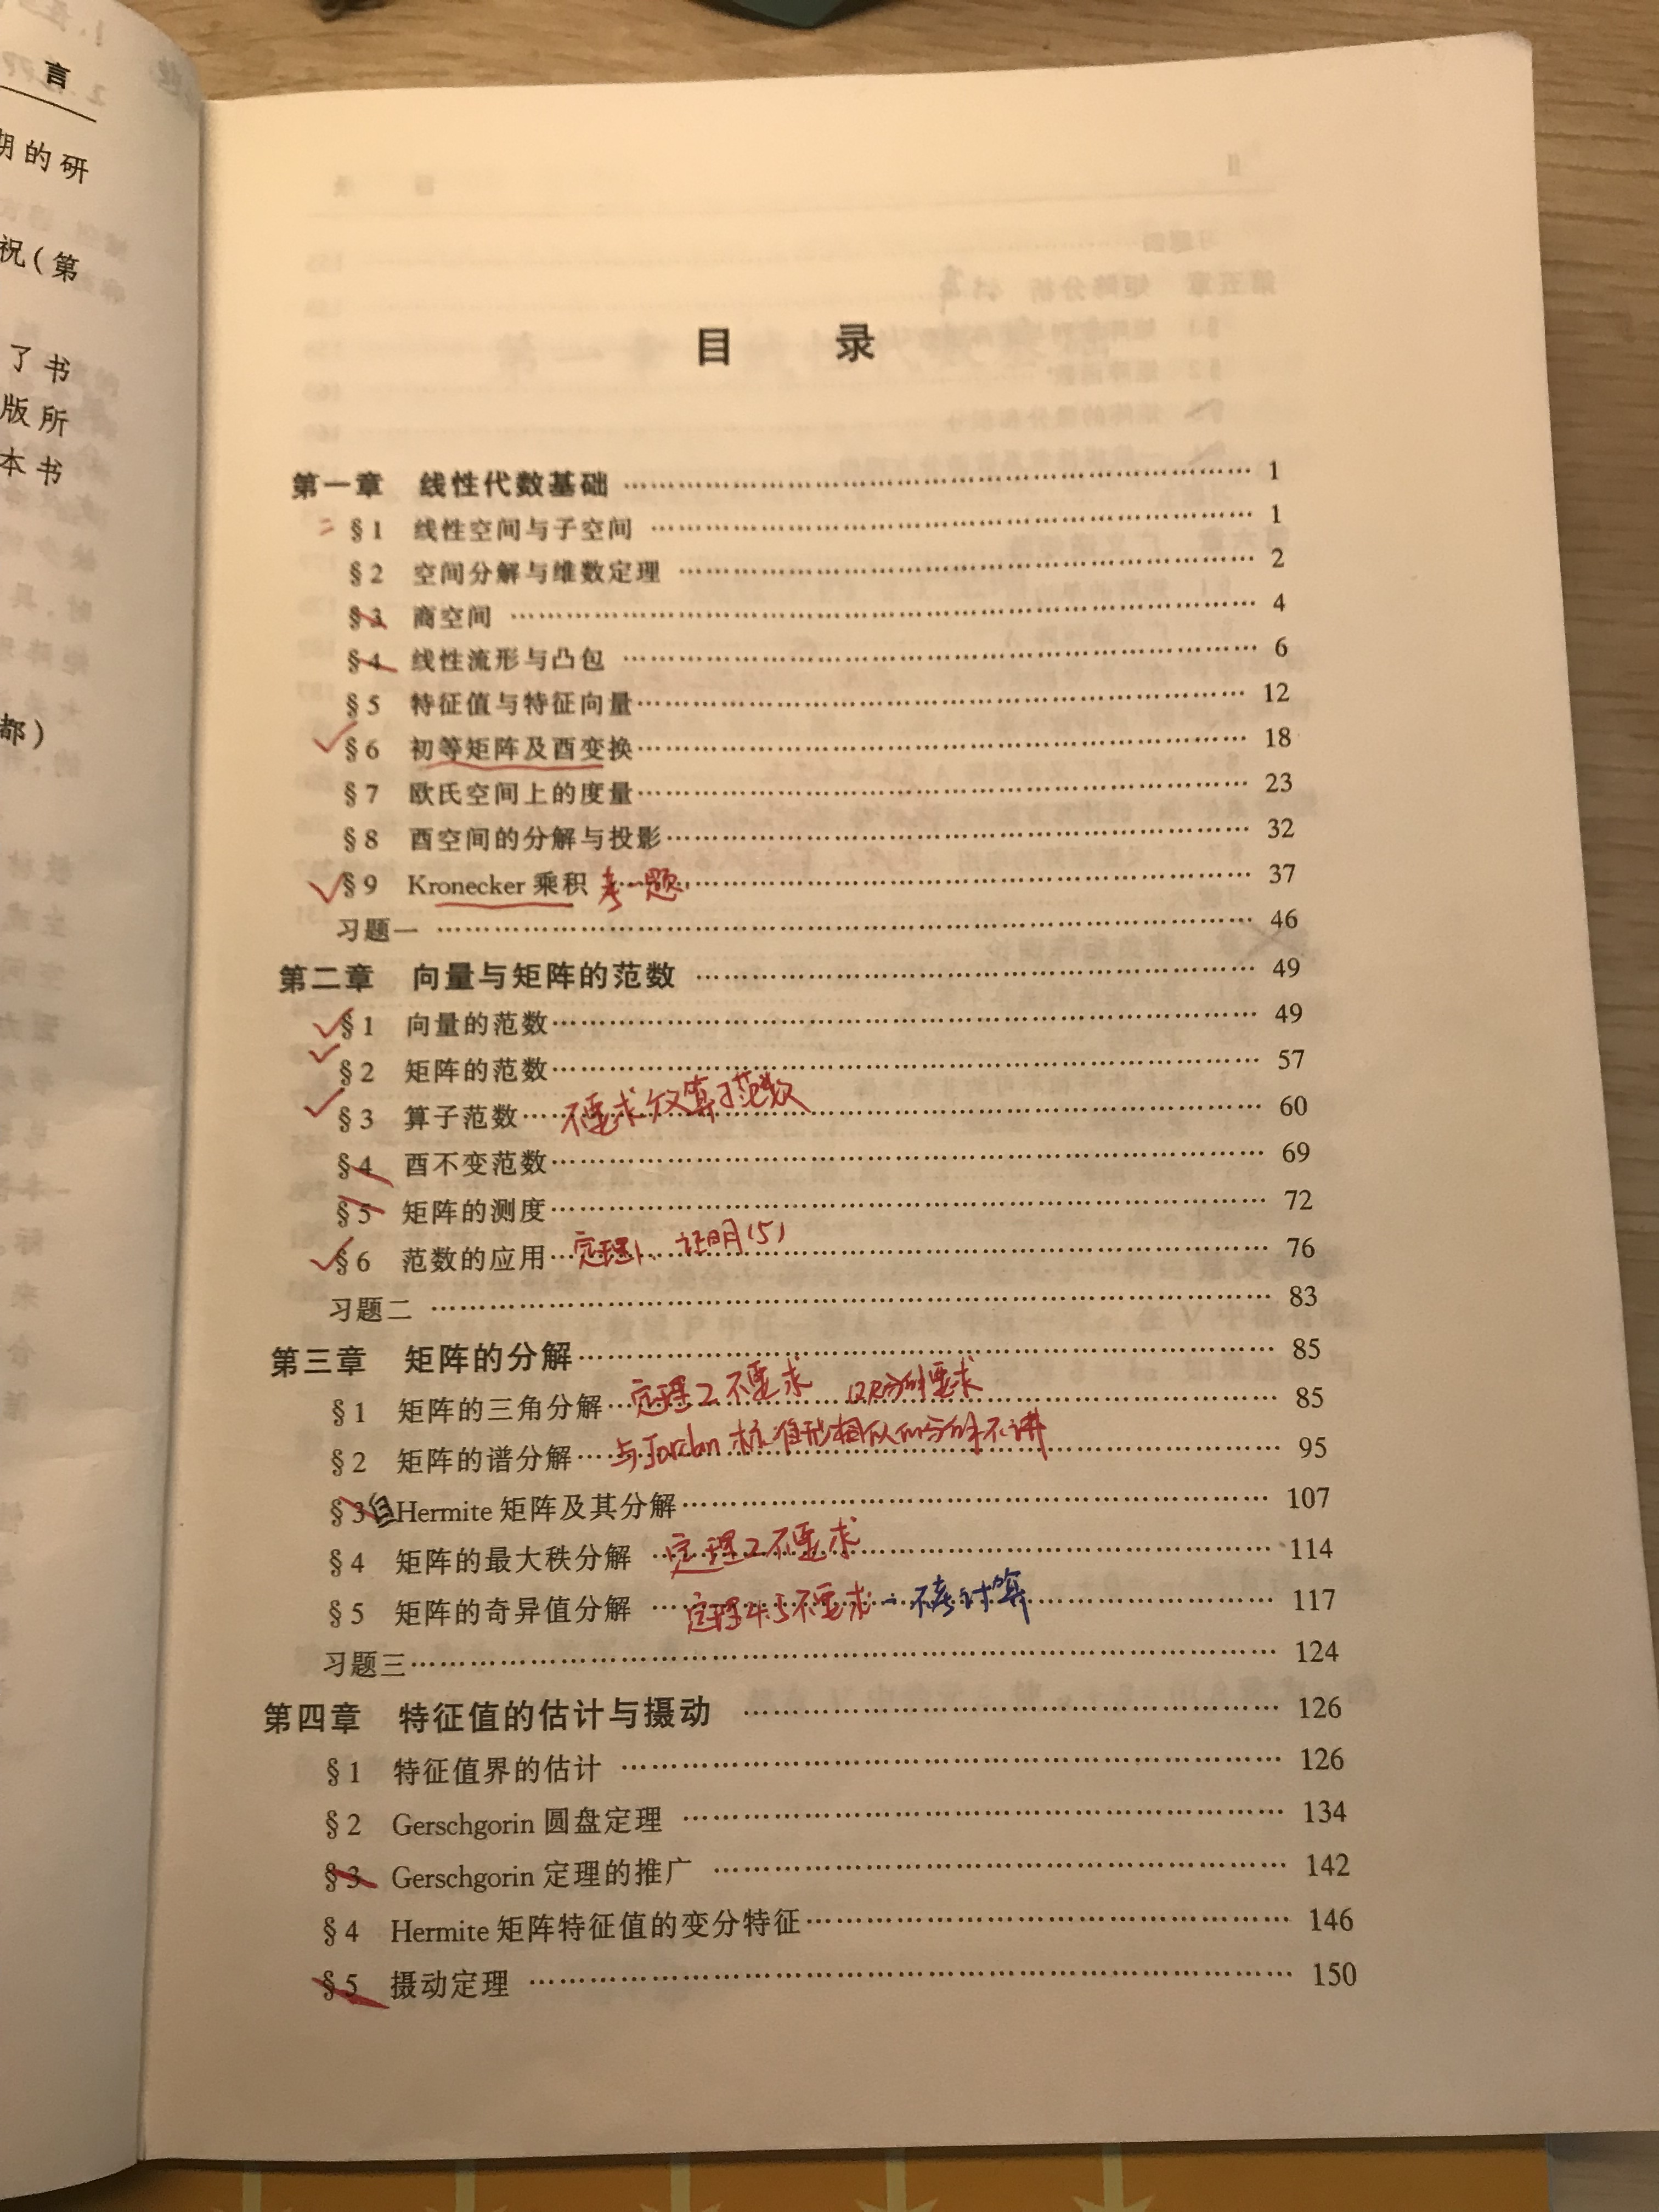 言
期的研
祝(第
了书
版所
本书
都)
目 录
第一章 线性代数基础 …… 1
§1 线性空间与子空间 …… 1
§2 空间分解与维数定理 …… 2
§3 商空间 …… 4
§4 线性流形与凸包 …… 6
§5 特征值与特征向量 …… 12
§6 初等矩阵及酉变换 …… 18
§7 欧氏空间上的度量 …… 23
§8 酉空间的分解与投影 …… 32
§9 Kronecker 乘积 考一题 …… 37
习题一 …… 46
第二章 向量与矩阵的范数 …… 49
§1 向量的范数 …… 49
§2 矩阵的范数 …… 57
§3 算子范数 不要求次算子范数 …… 60
§4 酉不变范数 …… 69
§5 矩阵的测度 …… 72
§6 范数的应用 定理1 证明(5) …… 76
习题二 …… 83
第三章 矩阵的分解 …… 85
§1 矩阵的三角分解 定理2不要求 QR分解要求 …… 85
§2 矩阵的谱分解 与Jordan标准形相似的分解不讲 …… 95
§3 自 Hermite 矩阵及其分解 …… 107
§4 矩阵的最大秩分解 定理2不要求 …… 114
§5 矩阵的奇异值分解 定理4.5不要求 不考计算 …… 117
习题三 …… 124
第四章 特征值的估计与摄动 …… 126
§1 特征值界的估计 …… 126
§2 Gerschgorin 圆盘定理 …… 134
§3 Gerschgorin 定理的推广 …… 142
§4 Hermite 矩阵特征值的变分特征 …… 146
§5 摄动定理 …… 150